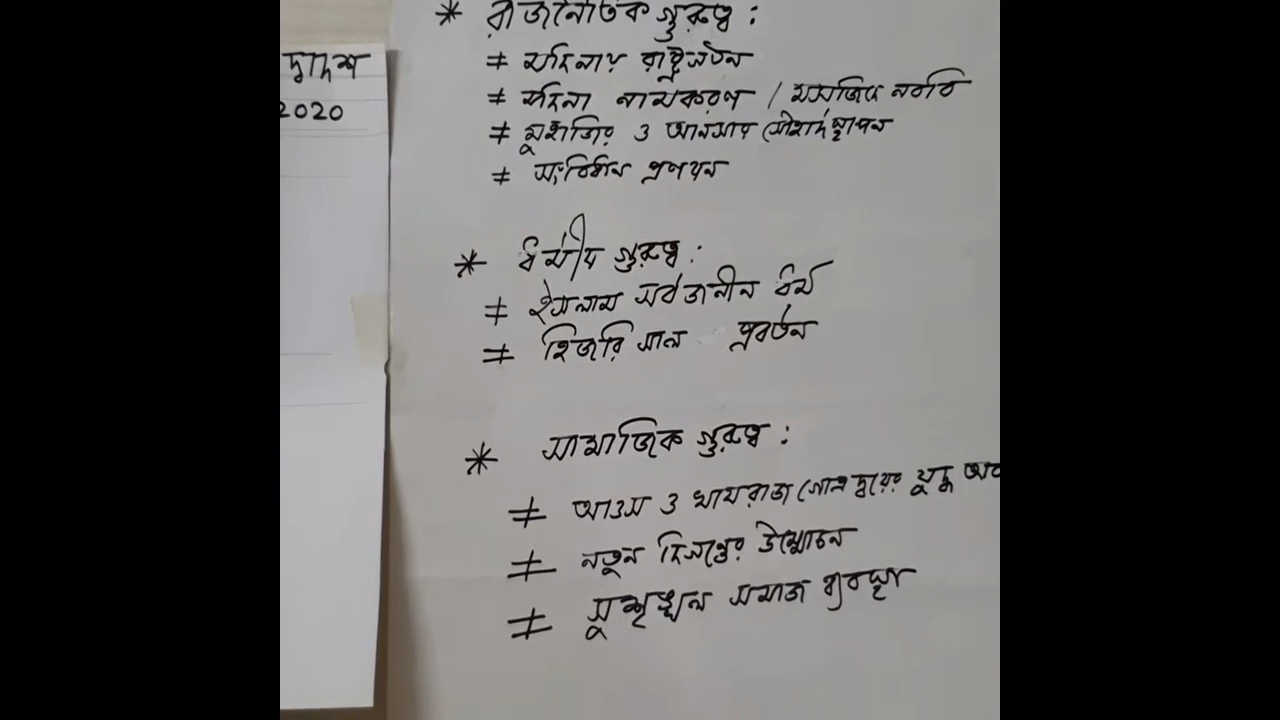 দ্বাদশ
2020
* রাজনৈতিক গুরুত্ব :
≠ মদিনায় রাষ্ট্রগঠন
≠ মদিনা নামকরণ / মসজিদে নববি
≠ মুহাজির ও আনসার সৌহার্দ্য স্থাপন
≠ সংবিধান প্রণয়ন
* ধর্মীয় গুরুত্ব :
≠ ইসলাম সর্বজনীন ধর্ম
≠ হিজরি সাল প্রবর্তন
* সামাজিক গুরুত্ব :
≠ আওস ও খাযরাজ গোত্রদ্বয়ের যুদ্ধ অব
≠ নতুন দিগন্তের উন্মোচন
≠ সুশৃঙ্খল সমাজ ব্যবস্থা